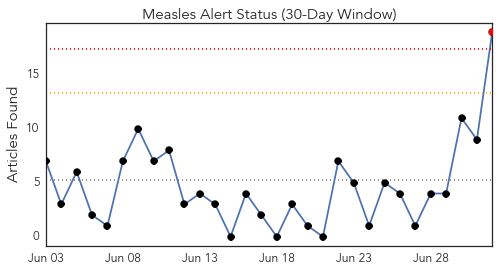 Measles Alert Status (30-Day Window)
Articles Found
15
10
5
0
Jun 03 Jun 08 Jun 13 Jun 18 Jun 23 Jun 28